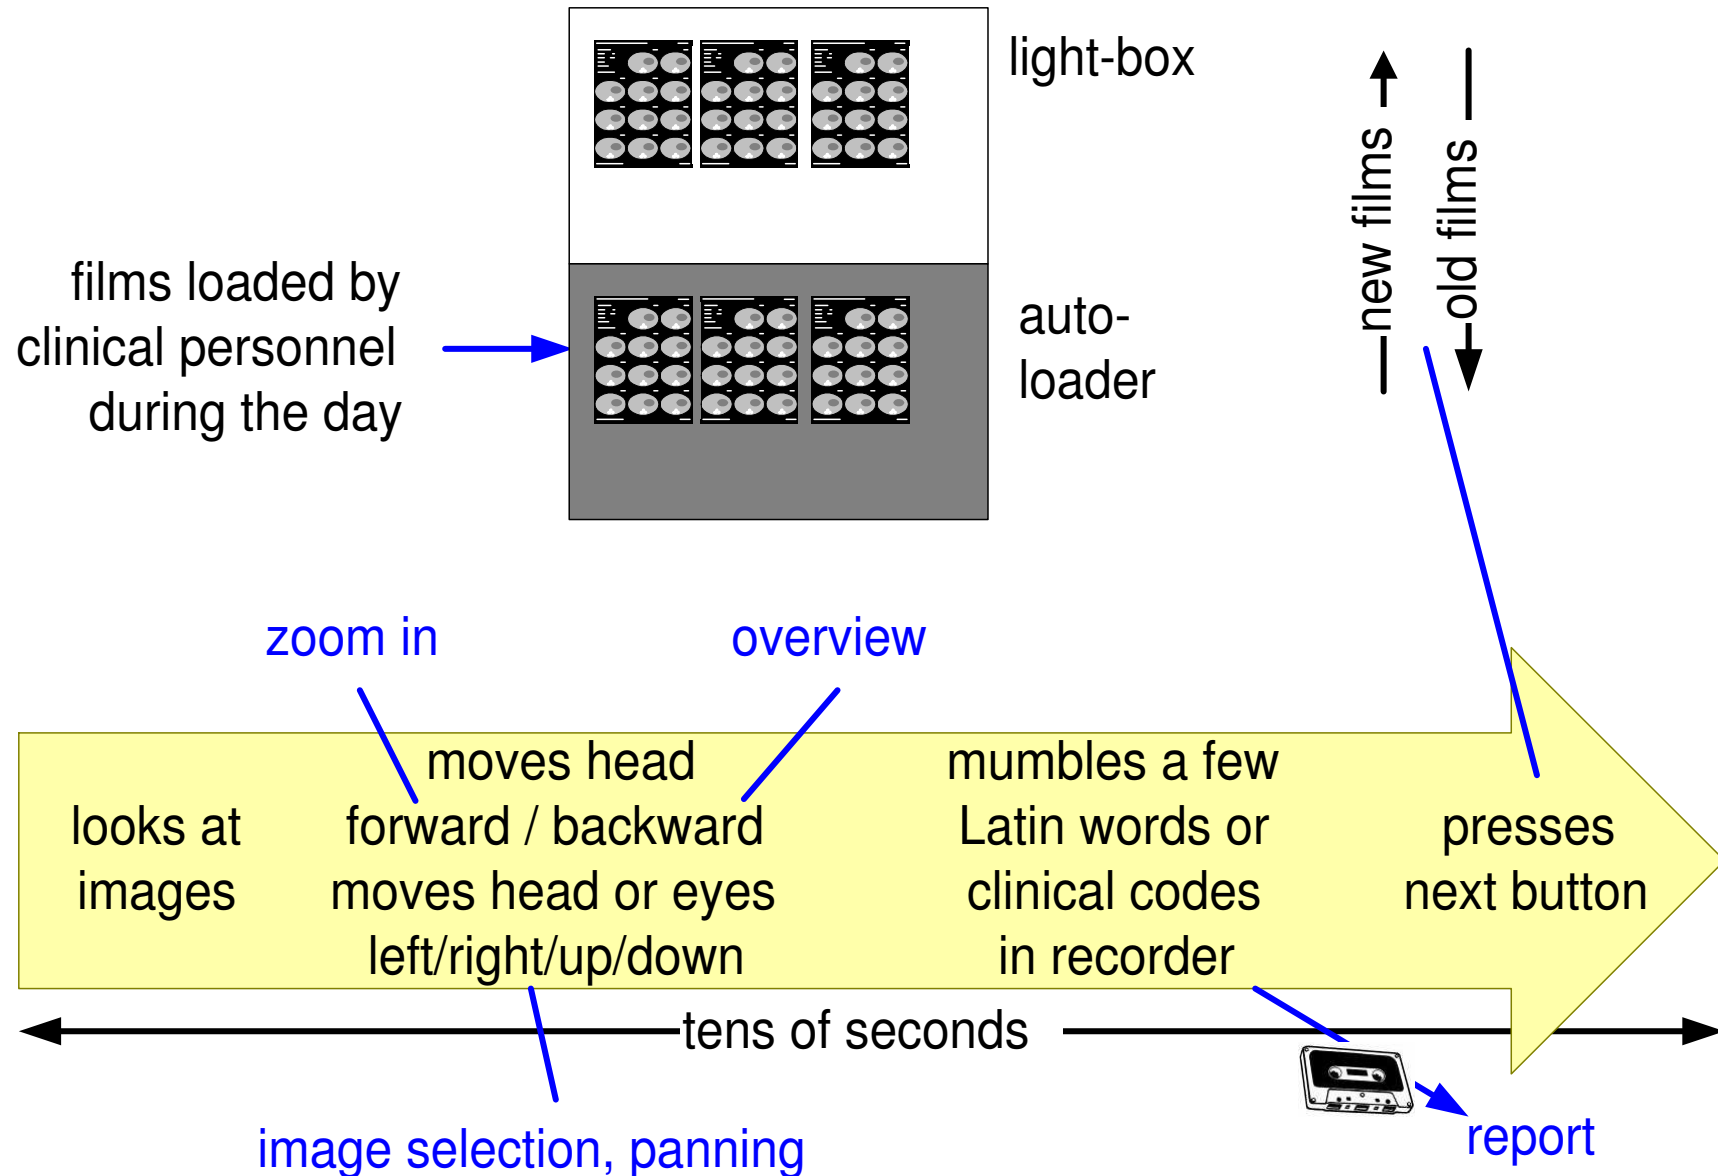 light-box
new films
old films
films loaded by
clinical personnel
during the day
auto-
loader
zoom in
overview
looks at
images
moves head
forward / backward
moves head or eyes
left/right/up/down
mumbles a few
Latin words or
clinical codes
in recorder
presses
next button
tens of seconds
image selection, panning
report